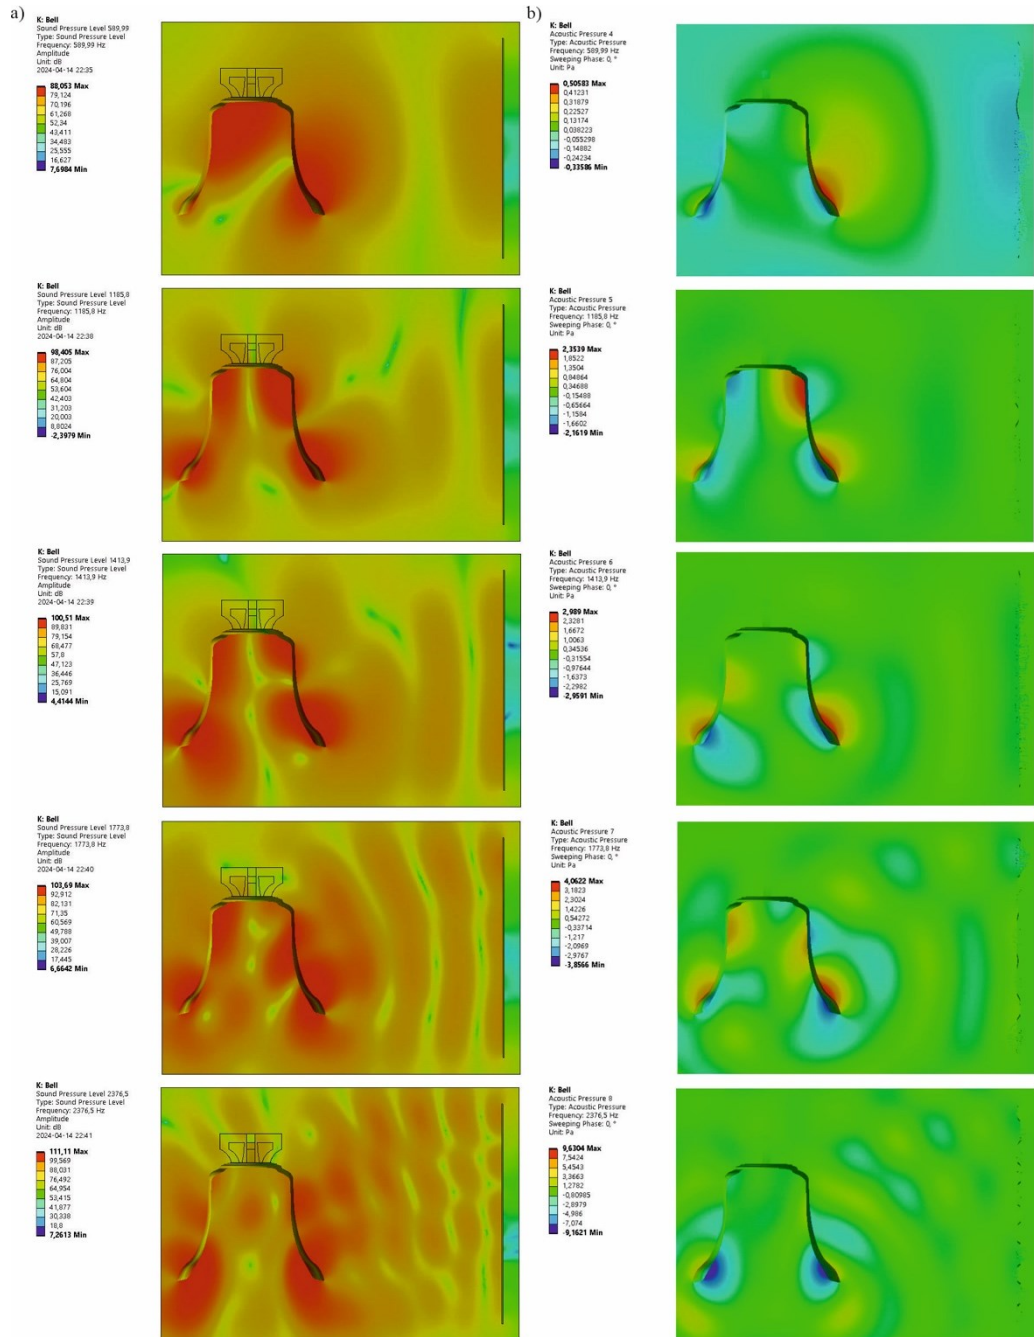 a)
K: Bell
Sound Pressure Level 589,99
Type: Sound Pressure Level
Frequency: 589,99 Hz
Amplitude
Unit: dB
2024-04-14 22:35
88,053 Max
79,124
70,196
61,268
52,34
43,411
34,483
25,555
16,627
7,6984 Min
b)
K: Bell
Acoustic Pressure 4
Type: Acoustic Pressure
Frequency: 589,99 Hz
Sweeping Phase: 0, °
Unit: Pa
0,50583 Max
0,41231
0,31879
0,22527
0,13174
0,038223
-0,055298
-0,14882
-0,24234
-0,33586 Min
K: Bell
Sound Pressure Level 1185,8
Type: Sound Pressure Level
Frequency: 1185,8 Hz
Amplitude
Unit: dB
2024-04-14 22:38
98,405 Max
87,205
76,004
64,804
53,604
42,403
31,203
20,003
8,8024
-2,3979 Min
K: Bell
Acoustic Pressure 5
Type: Acoustic Pressure
Frequency: 1185,8 Hz
Sweeping Phase: 0, °
Unit: Pa
2,3539 Max
1,8522
1,3504
0,84864
0,34688
-0,15488
-0,65664
-1,1584
-1,6602
-2,1619 Min
K: Bell
Sound Pressure Level 1413,9
Type: Sound Pressure Level
Frequency: 1413,9 Hz
Amplitude
Unit: dB
2024-04-14 22:39
100,51 Max
89,831
79,154
68,477
57,8
47,123
36,446
25,769
15,091
4,4144 Min
K: Bell
Acoustic Pressure 6
Type: Acoustic Pressure
Frequency: 1413,9 Hz
Sweeping Phase: 0, °
Unit: Pa
2,989 Max
2,3281
1,6672
1,0063
0,34536
-0,31554
-0,97644
-1,6373
-2,2982
-2,9591 Min
K: Bell
Sound Pressure Level 1773,8
Type: Sound Pressure Level
Frequency: 1773,8 Hz
Amplitude
Unit: dB
2024-04-14 22:40
103,69 Max
92,912
82,131
71,35
60,569
49,788
39,007
28,226
17,445
6,6642 Min
K: Bell
Acoustic Pressure 7
Type: Acoustic Pressure
Frequency: 1773,8 Hz
Sweeping Phase: 0, °
Unit: Pa
4,0622 Max
3,1823
2,3024
1,4226
0,54272
-0,33714
-1,217
-2,0969
-2,9767
-3,8566 Min
K: Bell
Sound Pressure Level 2376,5
Type: Sound Pressure Level
Frequency: 2376,5 Hz
Amplitude
Unit: dB
2024-04-14 22:41
111,11 Max
99,569
88,031
76,492
64,954
53,415
41,877
30,338
18,8
7,2613 Min
K: Bell
Acoustic Pressure 8
Type: Acoustic Pressure
Frequency: 2376,5 Hz
Sweeping Phase: 0, °
Unit: Pa
9,6304 Max
7,5424
5,4543
3,3663
1,2782
-0,80985
-2,8979
-4,986
-7,074
-9,1621 Min